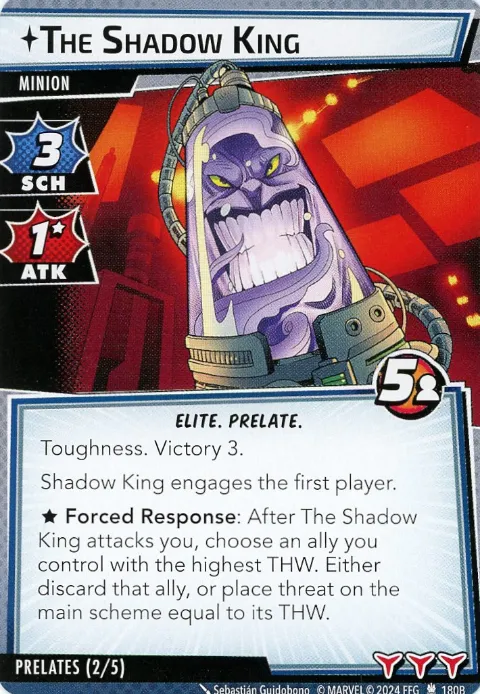 The Shadow King
MINION
3
SCH
1★
ATK
5
ELITE. PRELATE.
Toughness. Victory 3.
Shadow King engages the first player.
★ Forced Response: After The Shadow
King attacks you, choose an ally you
control with the highest THW. Either
discard that ally, or place threat on the
main scheme equal to its THW.
PRELATES (2/5)
Sebastián Guidobono © MARVEL © 2024 FFG 180B